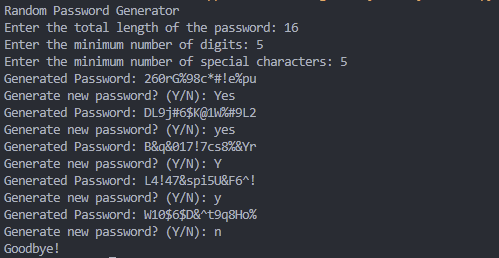 Random Password Generator
Enter the total length of the password: 16
Enter the minimum number of digits: 5
Enter the minimum number of special characters: 5
Generated Password: 260rG%98c*#!e%pu
Generate new password? (Y/N): Yes
Generated Password: DL9j#6$K@1W%#9L2
Generate new password? (Y/N): yes
Generated Password: B&q&017!7cs8%&Yr
Generate new password? (Y/N): Y
Generated Password: L4!47&spi5U&F6^!
Generate new password? (Y/N): y
Generated Password: W10$6$D&^t9q8Ho%
Generate new password? (Y/N): n
Goodbye!